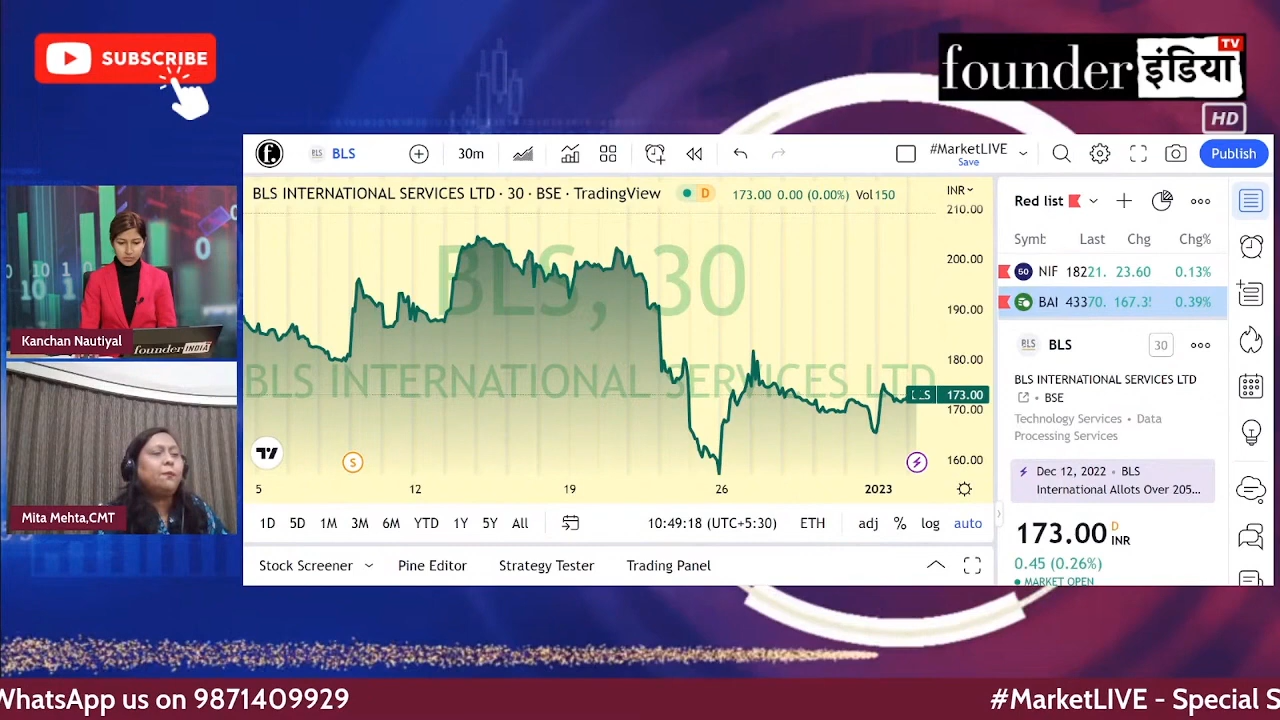 SUBSCRIBE
founder इंडिया TV
HD
BLS BLS 30m #MarketLIVE Save Publish
BLS INTERNATIONAL SERVICES LTD · 30 · BSE · TradingView D 173.00 0.00 (0.00%) Vol150
INR
210.00
200.00
190.00
180.00
173.00
170.00
160.00
BLS, 30
BLS INTERNATIONAL SERVICES LTD
S
5 12 19 26 2023
1D 5D 1M 3M 6M YTD 1Y 5Y All 10:49:18 (UTC+5:30) ETH adj % log auto
Stock Screener Pine Editor Strategy Tester Trading Panel
Red list
Symb Last Chg Chg%
50 NIF 18221. 23.60 0.13%
BAI 43370. 167.3 0.39%
BLS BLS 30
BLS INTERNATIONAL SERVICES LTD
• BSE
Technology Services • Data
Processing Services
Dec 12, 2022 • BLS
International Allots Over 205...
173.00 D INR
0.45 (0.26%)
MARKET OPEN
Kanchan Nautiyal
founder INDIA
Mita Mehta,CMT
WhatsApp us on 9871409929
#MarketLIVE - Special S